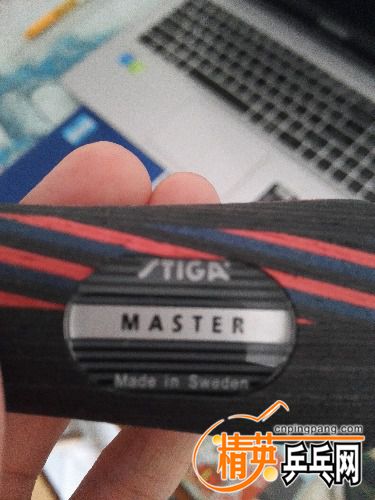 STIGA
MASTER
Made in Sweden
cnpingpang.com
精英乒乓网